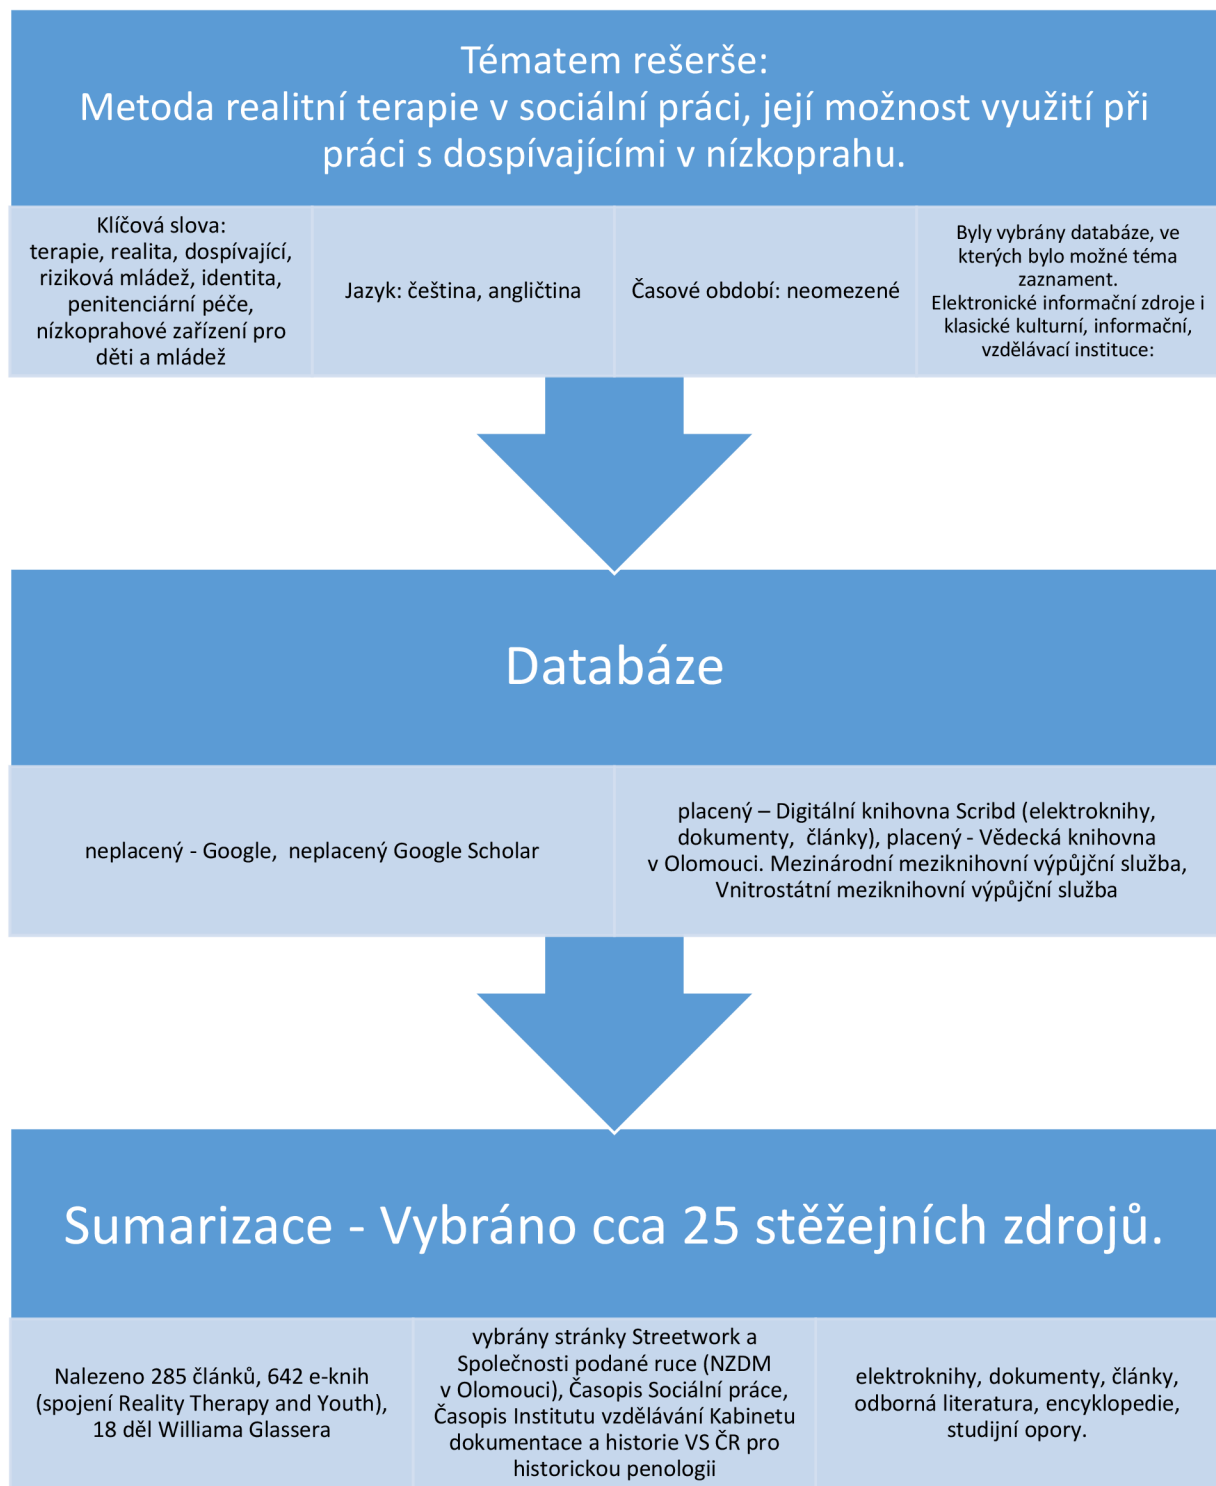 Tématem rešerše:
Metoda realitní terapie v sociální práci, její možnost využití při
práci s dospívajícími v nízkoprahu.
Klíčová slova:
terapie, realita, dospívající,
riziková mládež, identita,
penitenciární péče,
nízkoprahové zařízení pro
děti a mládež
Jazyk: čeština, angličtina
Časové období: neomezené
Byly vybrány databáze, ve
kterých bylo možné téma
zaznament.
Elektronické informační zdroje i
klasické kulturní, informační,
vzdělávací instituce:
Databáze
neplacený - Google, neplacený Google Scholar
placený – Digitální knihovna Scribd (elektroknihy,
dokumenty, články), placený - Vědecká knihovna
v Olomouci. Mezinárodní meziknihovní výpůjční služba,
Vnitrostátní meziknihovní výpůjční služba
Sumarizace - Vybráno cca 25 stěžejních zdrojů.
Nalezeno 285 článků, 642 e-knih
(spojení Reality Therapy and Youth),
18 děl Williama Glassera
vybrány stránky Streetwork a
Společnosti podané ruce (NZDM
v Olomouci), Časopis Sociální práce,
Časopis Institutu vzdělávání Kabinetu
dokumentace a historie VS ČR pro
historickou penologii
elektroknihy, dokumenty, články,
odborná literatura, encyklopedie,
studijní opory.